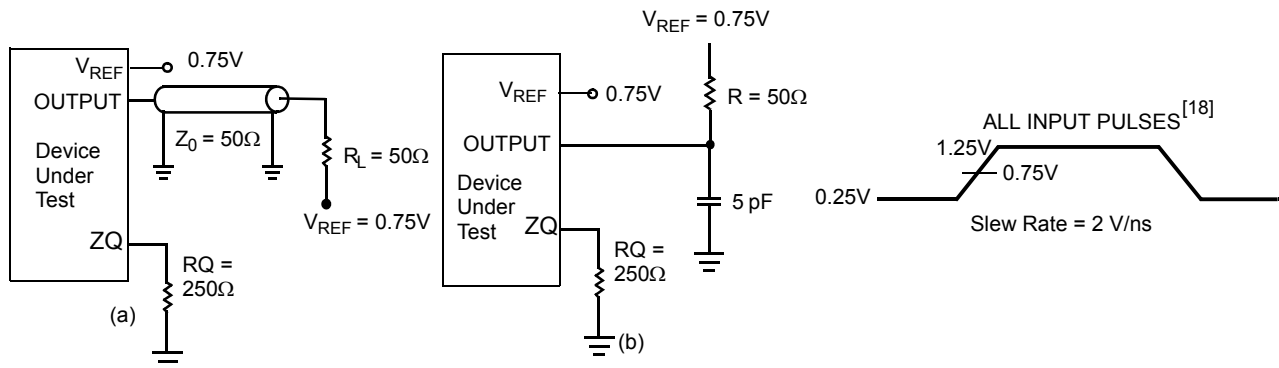 V_REF 0.75V
OUTPUT
Z_0 = 50Ω
Device
Under
Test
R_L = 50Ω
V_REF = 0.75V
ZQ
RQ =
250Ω
(a)
V_REF = 0.75V
V_REF 0.75V
R = 50Ω
OUTPUT
Device
Under
Test
5 pF
ZQ
RQ =
250Ω
(b)
ALL INPUT PULSES[18]
1.25V
0.75V
0.25V
Slew Rate = 2 V/ns